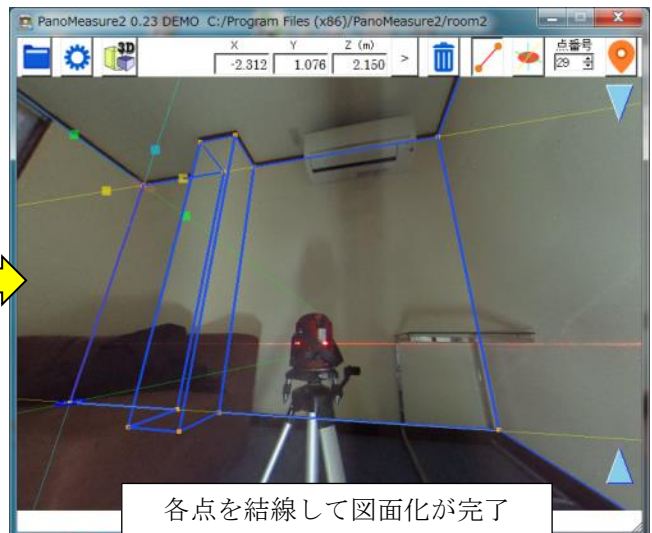 PanoMeasure2 0.23 DEMO C:/Program Files (x86)/PanoMeasure2/room2
3D
X Y Z (m)
-2.312 1.076 2.150 >
点番号
29
各点を結線して図面化が完了